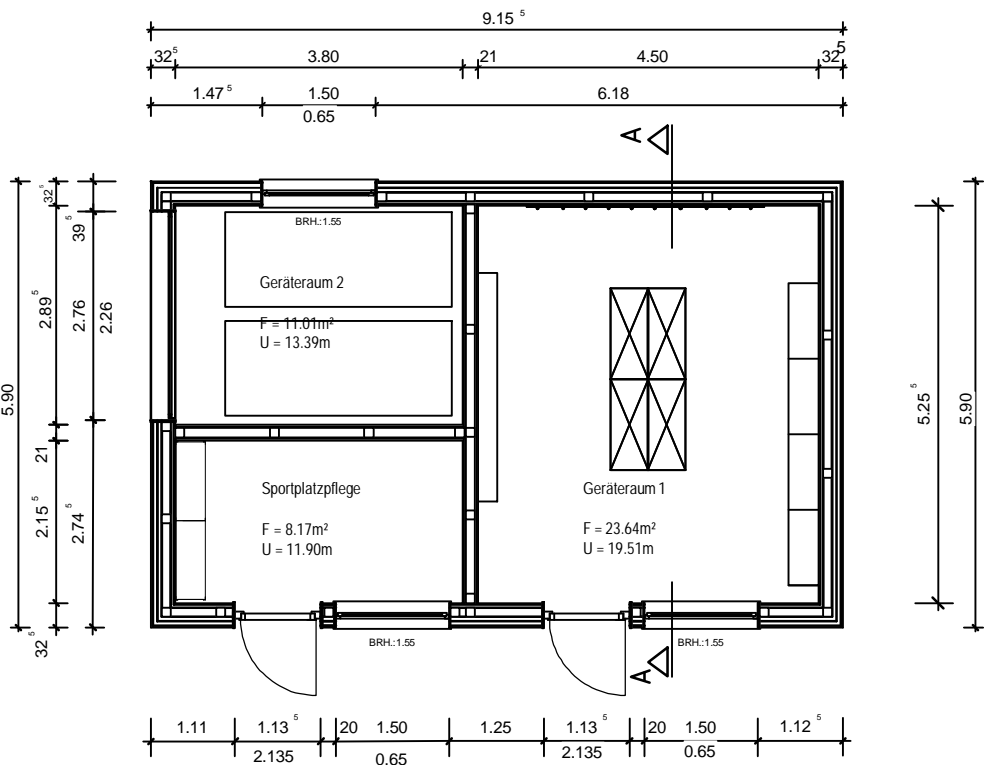 9.15 5
32 5 3.80 21 4.50 32 5
1.47 5 1.50 6.18
0.65
A
5.90
32 5
2.89 5
21
2.15 5
32 5
39 5
2.76
2.74 5
2.26
BRH.:1.55
Geräteraum 2
F = 11.01m²
U = 13.39m
Sportplatzpflege
F = 8.17m²
U = 11.90m
Geräteraum 1
F = 23.64m²
U = 19.51m
5.25 5
5.90
BRH.:1.55
BRH.:1.55
A
1.11 1.13 5 20 1.50 1.25 1.13 5 20 1.50 1.12 5
2.135 0.65 2.135 0.65